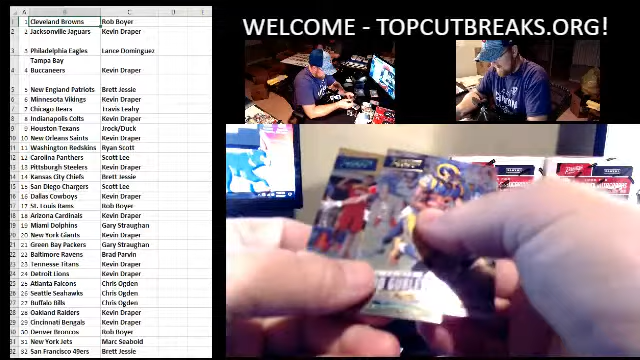 WELCOME - TOPCUTBREAKS.ORG!
A B C D E
1 Cleveland Browns Rob Boyer
2 Jacksonville Jaguars Kevin Draper
3 Philadelphia Eagles Lance Dominguez
Tampa Bay
4 Buccaneers Kevin Draper
5 New England Patriots Brett Jessie
6 Minnesota Vikings Kevin Draper
7 Chicago Bears Travis Leahy
8 Indianapolis Colts Kevin Draper
9 Houston Texans Jrock/Duck
10 New Orleans Saints Kevin Draper
11 Washington Redskins Ryan Scott
12 Carolina Panthers Scott Lee
13 Pittsburgh Steelers Kevin Draper
14 Kansas City Chiefs Brett Jessie
15 San Diego Chargers Scott Lee
16 Dallas Cowboys Kevin Draper
17 St. Louis Rams Rob Boyer
18 Arizona Cardinals Kevin Draper
19 Miami Dolphins Gary Straughan
20 New York Giants Kevin Draper
21 Green Bay Packers Gary Straughan
22 Baltimore Ravens Brad Parvin
23 Tennesse Titans Kevin Draper
24 Detroit Lions Kevin Draper
25 Atlanta Falcons Chris Ogden
26 Seattle Seahawks Chris Ogden
27 Buffalo Bills Chris Ogden
28 Oakland Raiders Kevin Draper
29 Cincinnati Bengals Kevin Draper
30 Denver Broncos Rob Boyer
31 New York Jets Marc Seabold
32 San Francisco 49ers Brett Jessie